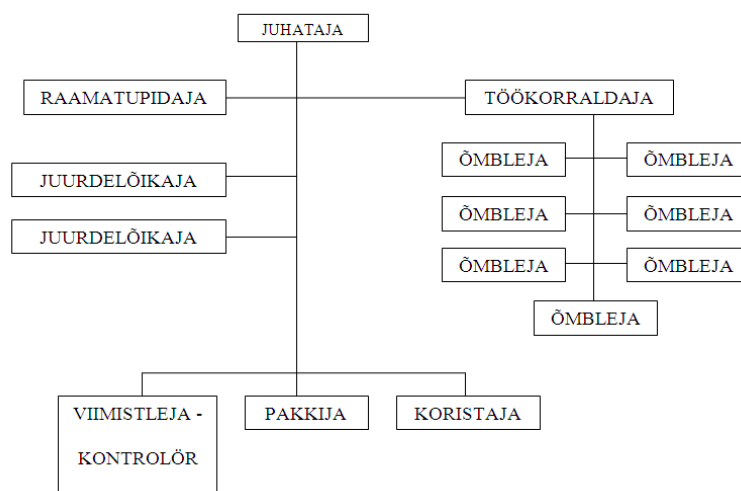 JUHATAJA
RAAMATUPIDAJA
TÖÖKORRALDAJA
ÕMBLEJA
ÕMBLEJA
JUURDELÕIKAJA
ÕMBLEJA
ÕMBLEJA
JUURDELÕIKAJA
ÕMBLEJA
ÕMBLEJA
ÕMBLEJA
VIIMISTLEJA -
KONTROLÖR
PAKKIJA
KORISTAJA